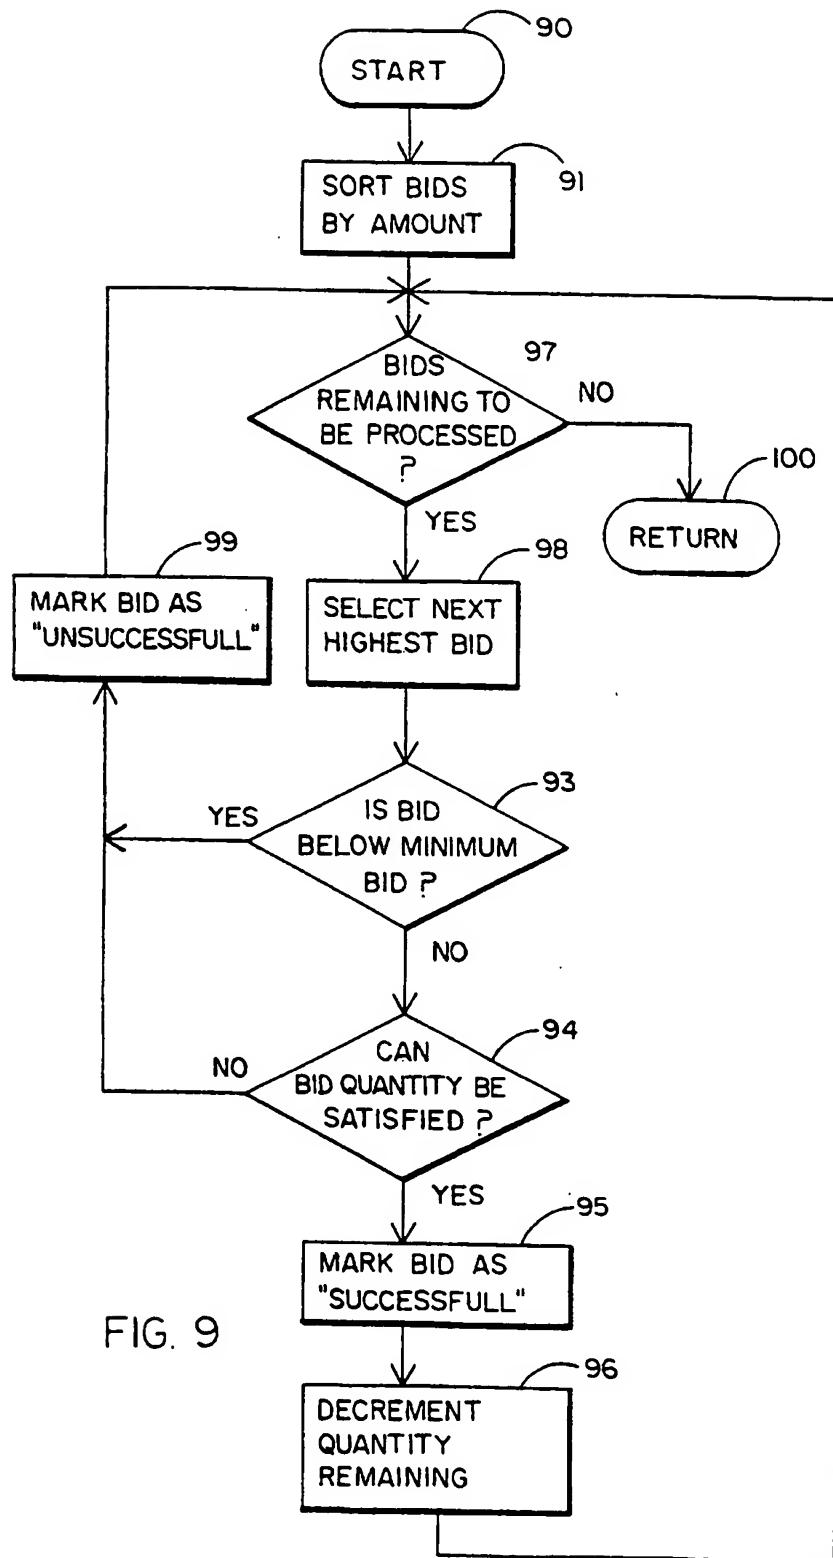 90
START
91
SORT BIDS
BY AMOUNT
97
BIDS
REMAINING TO
BE PROCESSED
?
NO
100
RETURN
YES
99
MARK BID AS
"UNSUCCESSFULL"
98
SELECT NEXT
HIGHEST BID
93
YES
IS BID
BELOW MINIMUM
BID ?
NO
94
NO
CAN
BID QUANTITY BE
SATISFIED ?
YES
95
MARK BID AS
"SUCCESSFULL"
FIG. 9
96
DECREMENT
QUANTITY
REMAINING